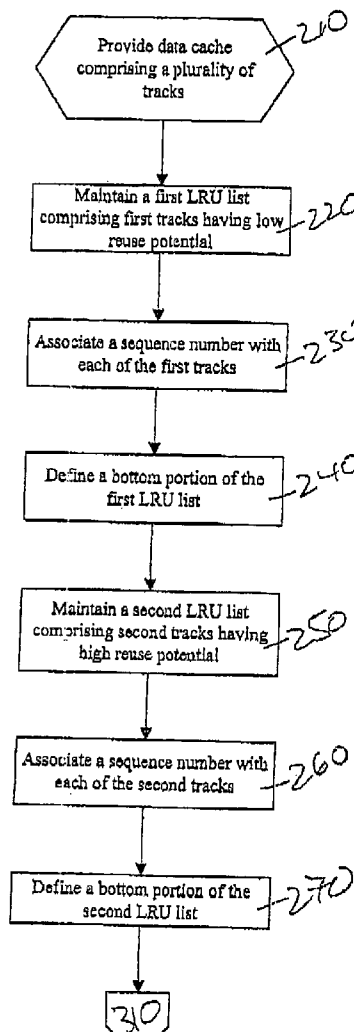 Provide data cache
comprising a plurality of
tracks
210
Maintain a first LRU list
comprising first tracks having low
reuse potential
220
Associate a sequence number with
each of the first tracks
230
Define a bottom portion of the
first LRU list
240
Maintain a second LRU list
comprising second tracks having
high reuse potential
250
Associate a sequence number with
each of the second tracks
260
Define a bottom portion of the
second LRU list
270
310